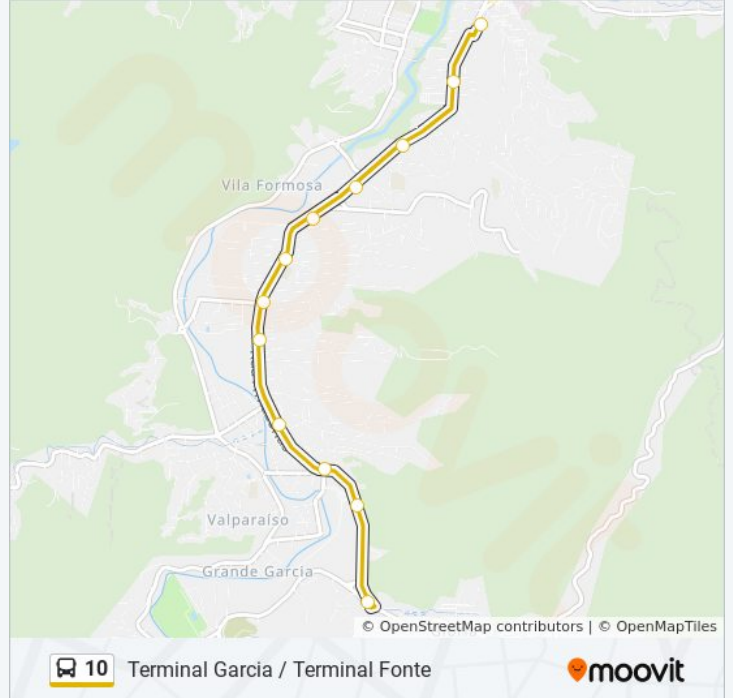 Vila Formosa
Valparaíso
Grande Garcia
© OpenStreetMap contributors | © OpenMapTiles
10 Terminal Garcia / Terminal Fonte
moovit